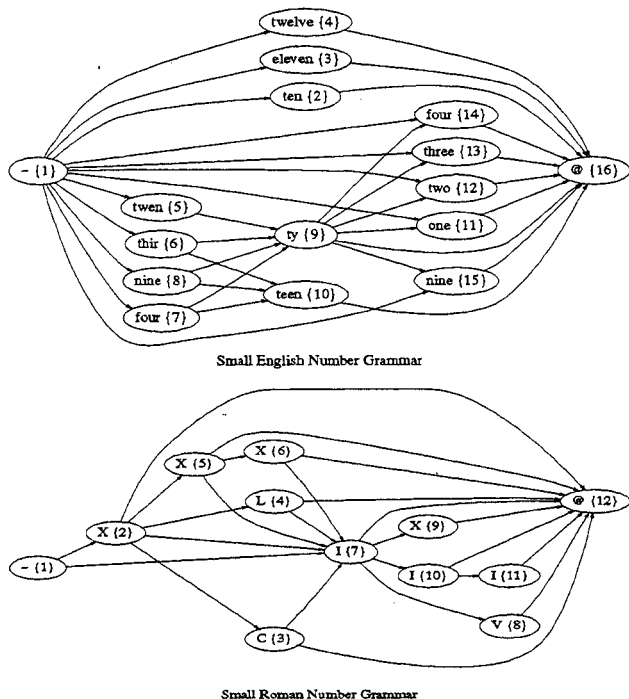 twelve {4}
eleven {3}
ten {2}
four {14}
three {13}
~ {1}
@ {16}
two {12}
twen {5}
one {11}
ty {9}
thir {6}
nine {8}
nine {15}
teen {10}
four {7}
Small English Number Grammar
X {6}
X {5}
L {4}
@ {12}
X {9}
X {2}
I {7}
~ {1}
I {10}
I {11}
V {8}
C {3}
Small Roman Number Grammar